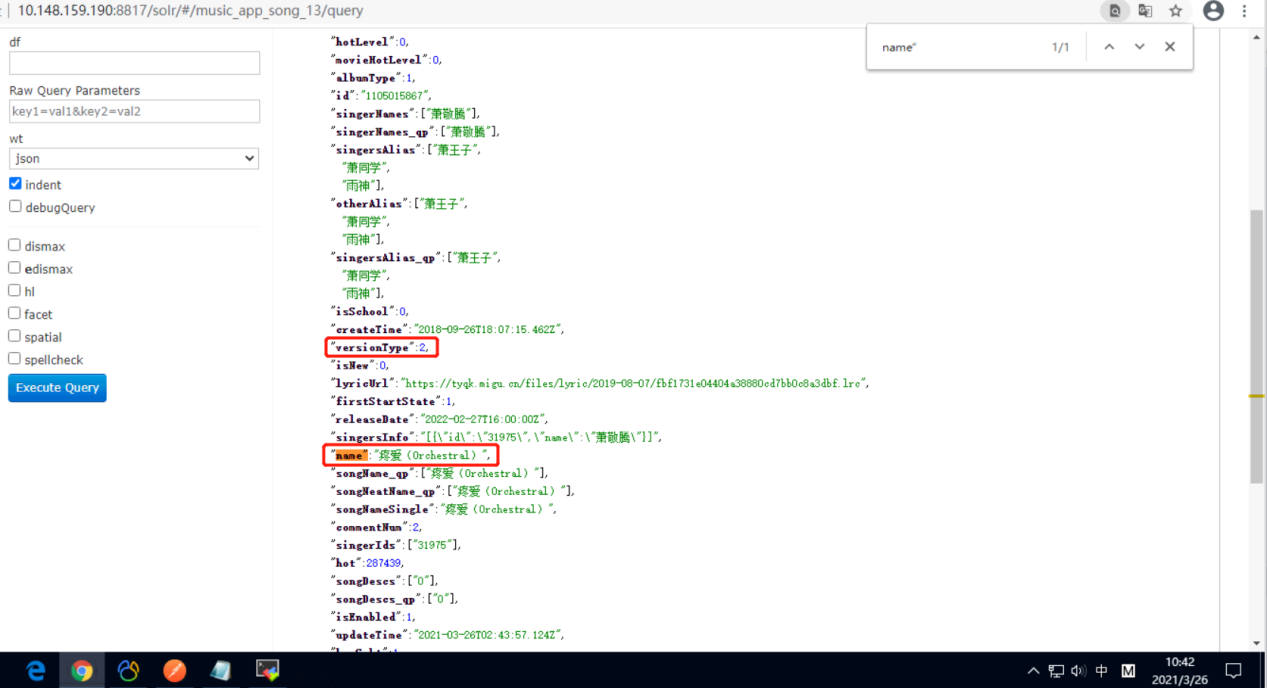 10.148.159.190:8817/solr/#/music_app_song_13/query
name"
1/1
df
Raw Query Parameters
key1=val1&key2=val2
wt
json
indent
debugQuery
dismax
edismax
hl
facet
spatial
spellcheck
Execute Query
"hotLevel":0,
"movieHotLevel":0,
"albumType":1,
"id":"1105015867",
"singerNames":["萧敬腾"],
"singerNames_qp":["萧敬腾"],
"singersAlias":["萧王子",
"萧同学",
"雨神"],
"otherAlias":["萧王子",
"萧同学",
"雨神"],
"singersAlias_qp":["萧王子",
"萧同学",
"雨神"],
"isSchool":0,
"createTime":"2018-09-26T18:07:15.462Z",
"versionType":2,
"isNew":0,
"lyricUrl":"https://tyqk.migu.cn/files/lyric/2019-08-07/fbf1731e04404a38880cd7bb0c8a3dbf.lrc",
"firstStartState":1,
"releaseDate":"2022-02-27T16:00:00Z",
"singersInfo":"[{\"id\":\"31975\",\"name\":\"萧敬腾\"}]",
"name":"疼爱（Orchestral）",
"songName_qp":["疼爱（Orchestral）"],
"songNeatName_qp":["疼爱（Orchestral）"],
"songNameSingle":"疼爱（Orchestral）",
"commentNum":2,
"singerIds":["31975"],
"hot":287439,
"songDescs":["0"],
"songDescs_qp":["0"],
"isEnabled":1,
"updateTime":"2021-03-26T02:43:57.124Z",
中
M
10:42
2021/3/26